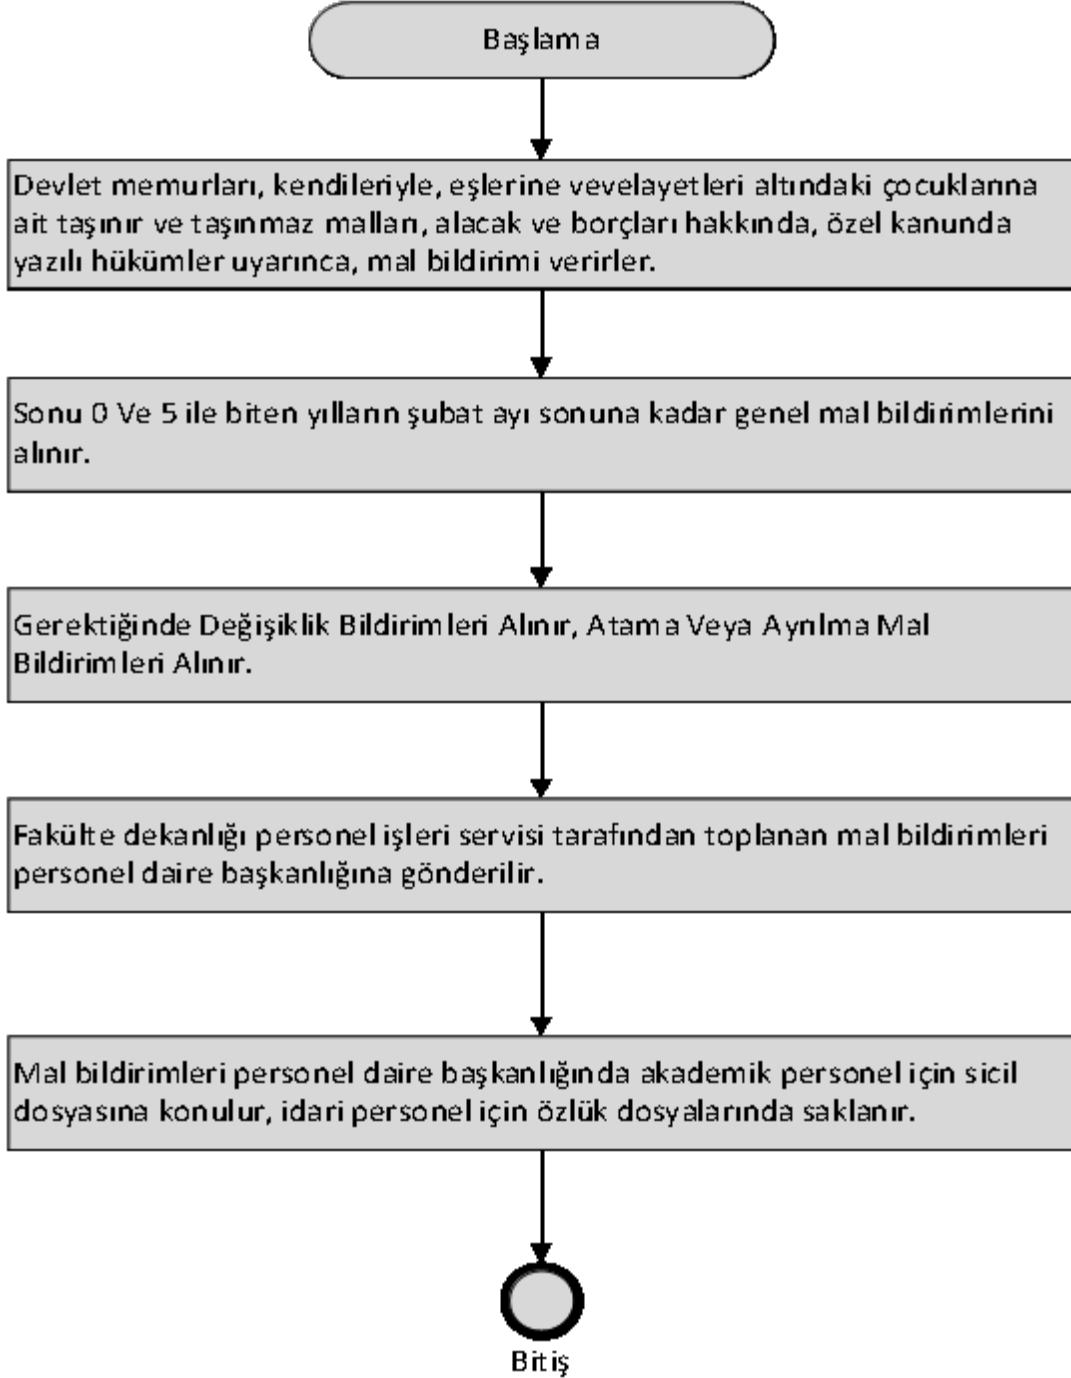 Başlama
Devlet memurları, kendileriyle, eşlerine vevelayetleri altındaki çocuklarına
ait taşınır ve taşınmaz malları, alacak ve borçları hakkında, özel kanunda
yazılı hükümler uyarınca, mal bildirimi verirler.
Sonu 0 Ve 5 ile biten yılların şubat ayı sonuna kadar genel mal bildirimlerini
alınır.
Gerektiğinde Değişiklik Bildirimleri Alınır, Atama Veya Ayrılma Mal
Bildirimleri Alınır.
Fakülte dekanlığı personel işleri servisi tarafından toplanan mal bildirimleri
personel daire başkanlığına gönderilir.
Mal bildirimleri personel daire başkanlığında akademik personel için sicil
dosyasına konulur, idari personel için özlük dosyalarında saklanır.
Bitiş